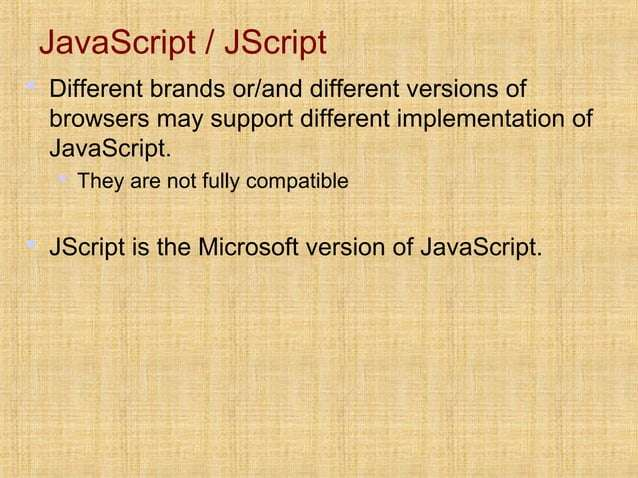 JavaScript / JScript
Different brands or/and different versions of
browsers may support different implementation of
JavaScript.
They are not fully compatible
JScript is the Microsoft version of JavaScript.